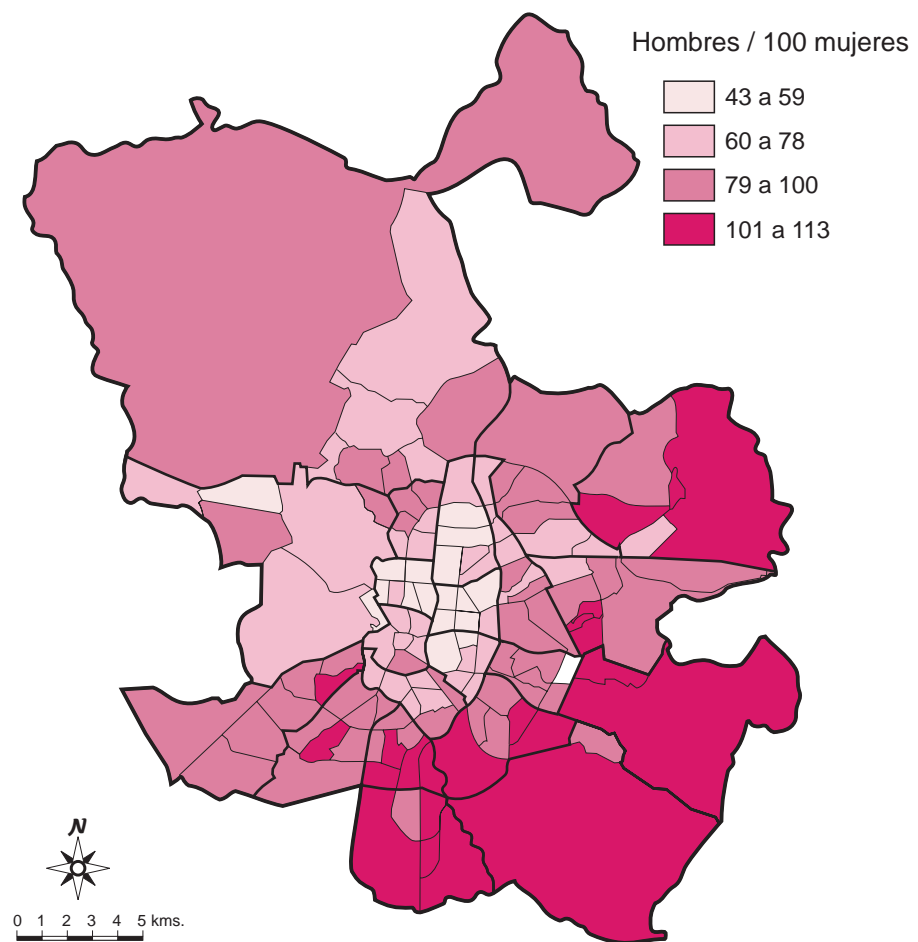 Hombres / 100 mujeres
43 a 59
60 a 78
79 a 100
101 a 113
N
0 1 2 3 4 5 kms.